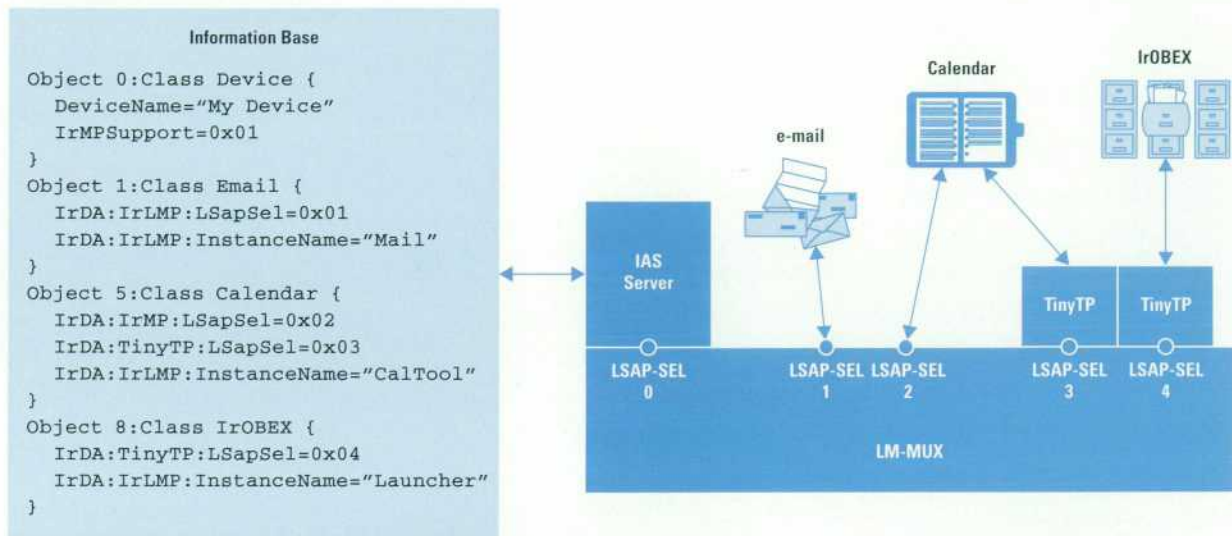 Information Base
Object 0:Class Device {
DeviceName="My Device"
IrMPSupport=0x01
}
Object 1:Class Email {
IrDA:IrLMP:LSapSel=0x01
IrDA:IrLMP:InstanceName="Mail"
}
Object 5:Class Calendar {
IrDA:IrMP:LSapSel=0x02
IrDA:TinyTP:LSapSel=0x03
IrDA:IrLMP:InstanceName="CalTool"
}
Object 8:Class IrOBEX {
IrDA:TinyTP:LSapSel=0x04
IrDA:IrLMP:InstanceName="Launcher"
}
e-mail
Calendar
IrOBEX
IAS
Server
TinyTP
TinyTP
LSAP-SEL
0
LSAP-SEL
1
LSAP-SEL
2
LSAP-SEL
3
LSAP-SEL
4
LM-MUX